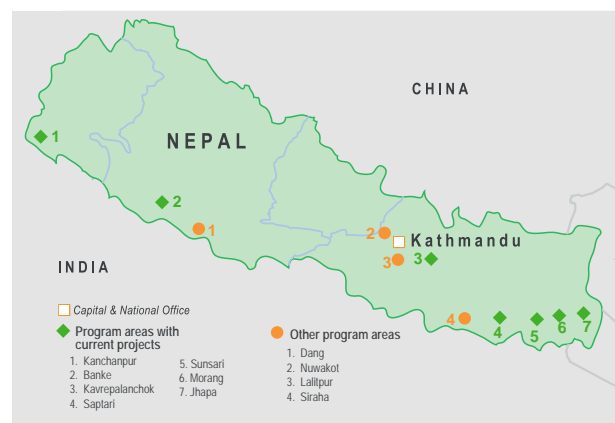 CHINA
NEPAL
1
2
1
2
Kathmandu
3
3
INDIA
4
4
5
6
7
Capital & National Office
Program areas with
current projects
1. Kanchanpur
2. Banke
3. Kavrepalanchok
4. Saptari
5. Sunsari
6. Morang
7. Jhapa
Other program areas
1. Dang
2. Nuwakot
3. Lalitpur
4. Siraha